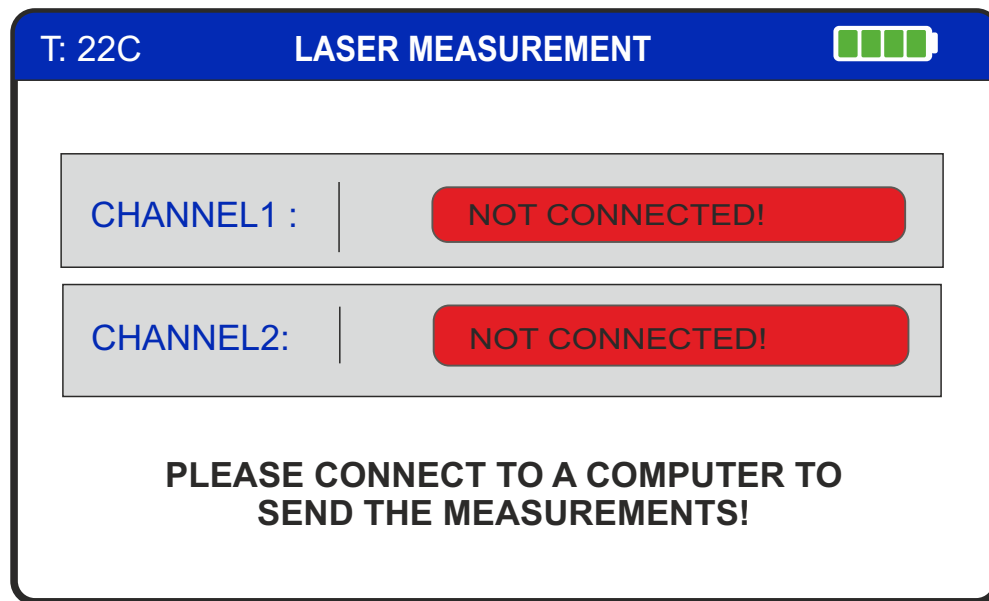 T: 22C LASER MEASUREMENT
CHANNEL1 : NOT CONNECTED!
CHANNEL2: NOT CONNECTED!
PLEASE CONNECT TO A COMPUTER TO
SEND THE MEASUREMENTS!